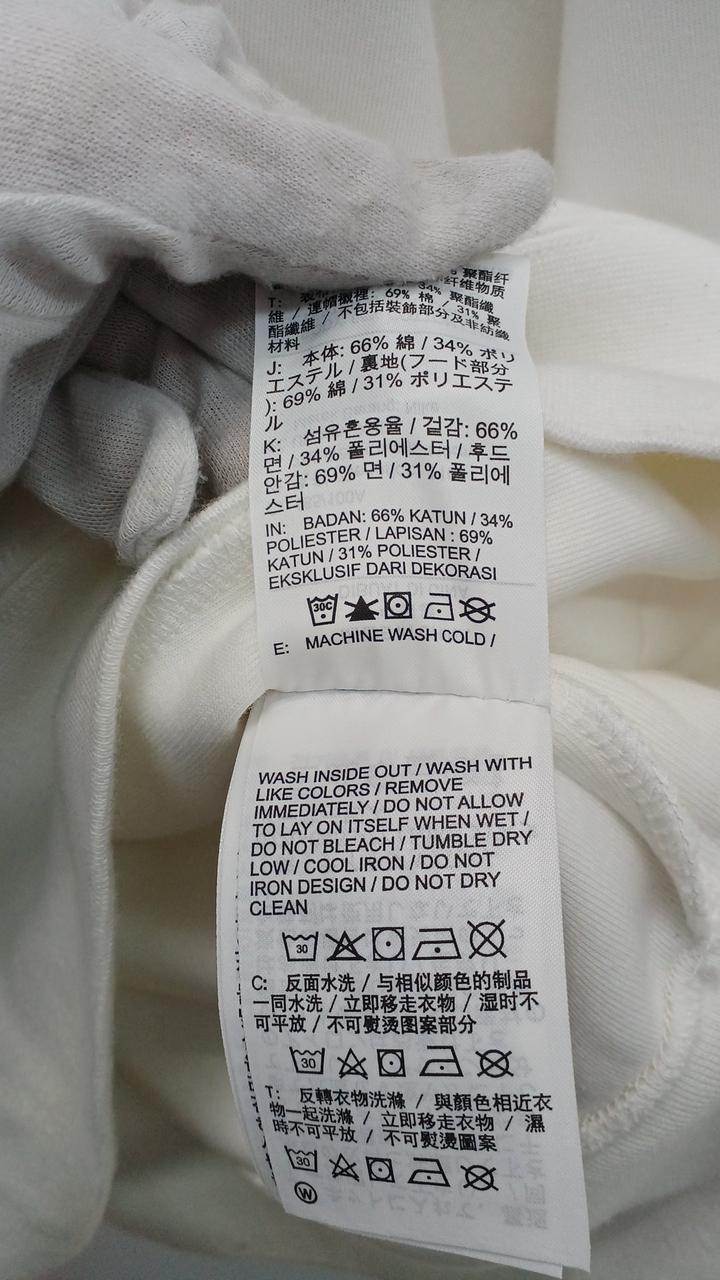 聚酯纤
纤维物质
T: 34% 聚酯纖
維 / 連帽襯裡: 69% 棉 / 31% 聚
酯纖維 / 不包括裝飾部分及非紡織
材料
J: 本体: 66% 綿 / 34% ポリ
エステル / 裏地(フード部分
): 69% 綿 / 31% ポリエステ
ル
K: 섬유혼용율 / 겉감: 66%
면 / 34% 폴리에스터 / 후드
안감: 69% 면 / 31% 폴리에
스터
IN: BADAN: 66% KATUN / 34%
POLIESTER / LAPISAN : 69%
KATUN / 31% POLIESTER /
EKSKLUSIF DARI DEKORASI
30C
E: MACHINE WASH COLD /
WASH INSIDE OUT / WASH WITH
LIKE COLORS / REMOVE
IMMEDIATELY / DO NOT ALLOW
TO LAY ON ITSELF WHEN WET /
DO NOT BLEACH / TUMBLE DRY
LOW / COOL IRON / DO NOT
IRON DESIGN / DO NOT DRY
CLEAN
30
C: 反面水洗 / 与相似颜色的制品
一同水洗 / 立即移走衣物 / 湿时不
可平放 / 不可熨烫图案部分
30
T: 反轉衣物洗滌 / 與顏色相近衣
物一起洗滌 / 立即移走衣物 / 濕
時不可平放 / 不可熨燙圖案
30
W